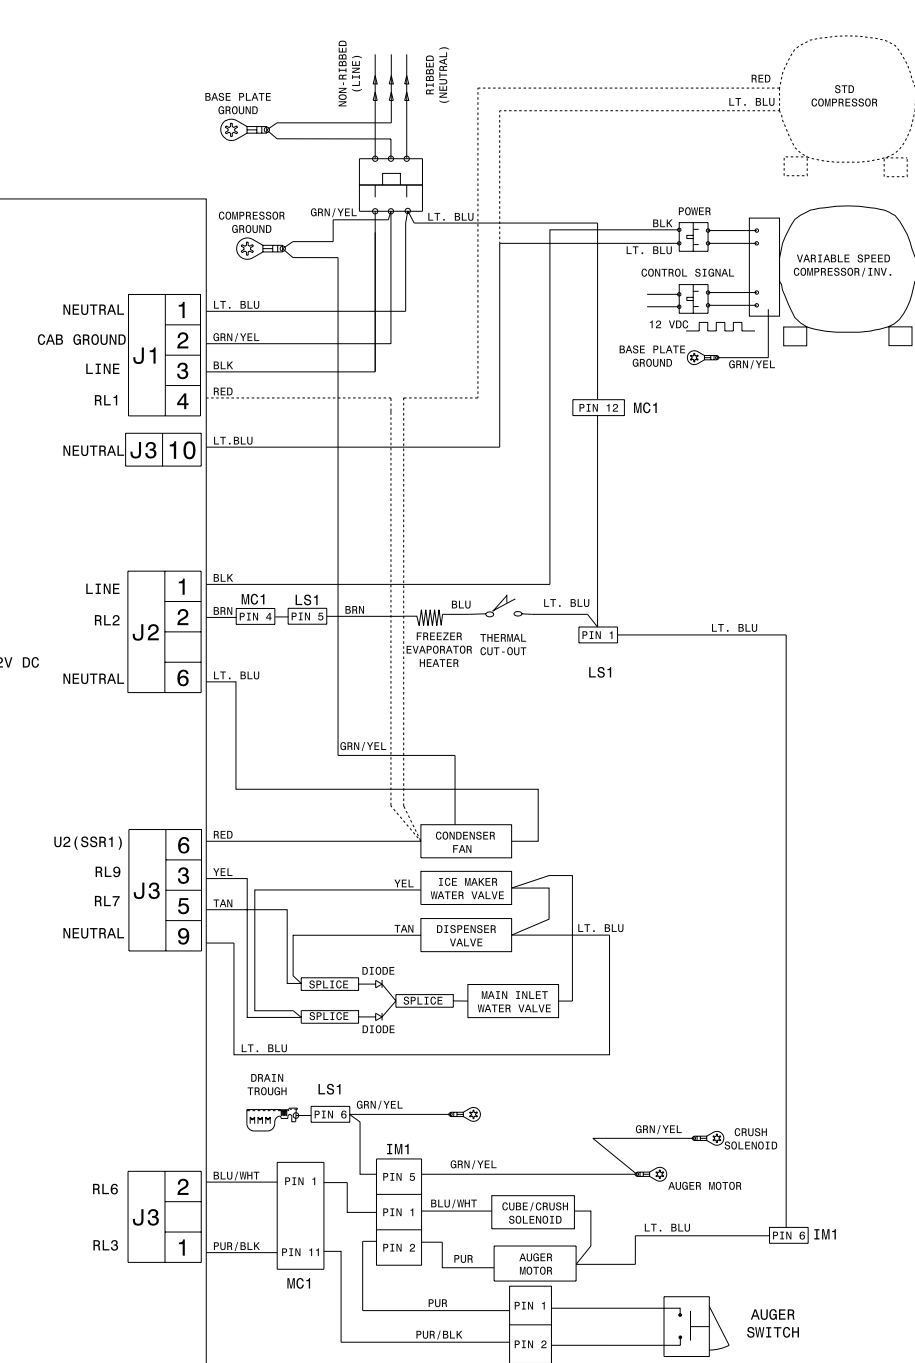 NON-RIBBED
(LINE)
RIBBED
(NEUTRAL)
BASE PLATE
GROUND
RED
LT. BLU
STD
COMPRESSOR
COMPRESSOR
GROUND
GRN/YEL
LT. BLU
POWER
BLK
LT. BLU
VARIABLE SPEED
COMPRESSOR/INV.
CONTROL SIGNAL
12 VDC
BASE PLATE
GROUND
GRN/YEL
NEUTRAL
CAB GROUND
LINE
RL1
J1
1
2
3
4
LT. BLU
GRN/YEL
BLK
RED
PIN 12
MC1
NEUTRAL
J3
10
LT.BLU
LINE
RL2
NEUTRAL
J2
1
2
6
BLK
BRN
MC1
PIN 4
LS1
PIN 5
BRN
FREEZER
EVAPORATOR
HEATER
BLU
THERMAL
CUT-OUT
LT. BLU
PIN 1
LS1
LT. BLU
2V DC
LT. BLU
GRN/YEL
U2(SSR1)
RL9
RL7
NEUTRAL
J3
6
3
5
9
RED
YEL
TAN
CONDENSER
FAN
YEL
ICE MAKER
WATER VALVE
TAN
DISPENSER
VALVE
LT. BLU
SPLICE
DIODE
SPLICE
DIODE
SPLICE
MAIN INLET
WATER VALVE
LT. BLU
DRAIN
TROUGH
LS1
PIN 6
GRN/YEL
GRN/YEL
CRUSH
SOLENOID
AUGER MOTOR
IM1
PIN 5
PIN 1
PIN 2
GRN/YEL
BLU/WHT
CUBE/CRUSH
SOLENOID
PUR
AUGER
MOTOR
LT. BLU
PIN 6
IM1
RL6
RL3
J3
2
1
BLU/WHT
PUR/BLK
PIN 1
PIN 11
MC1
PUR
PUR/BLK
PIN 1
PIN 2
AUGER
SWITCH